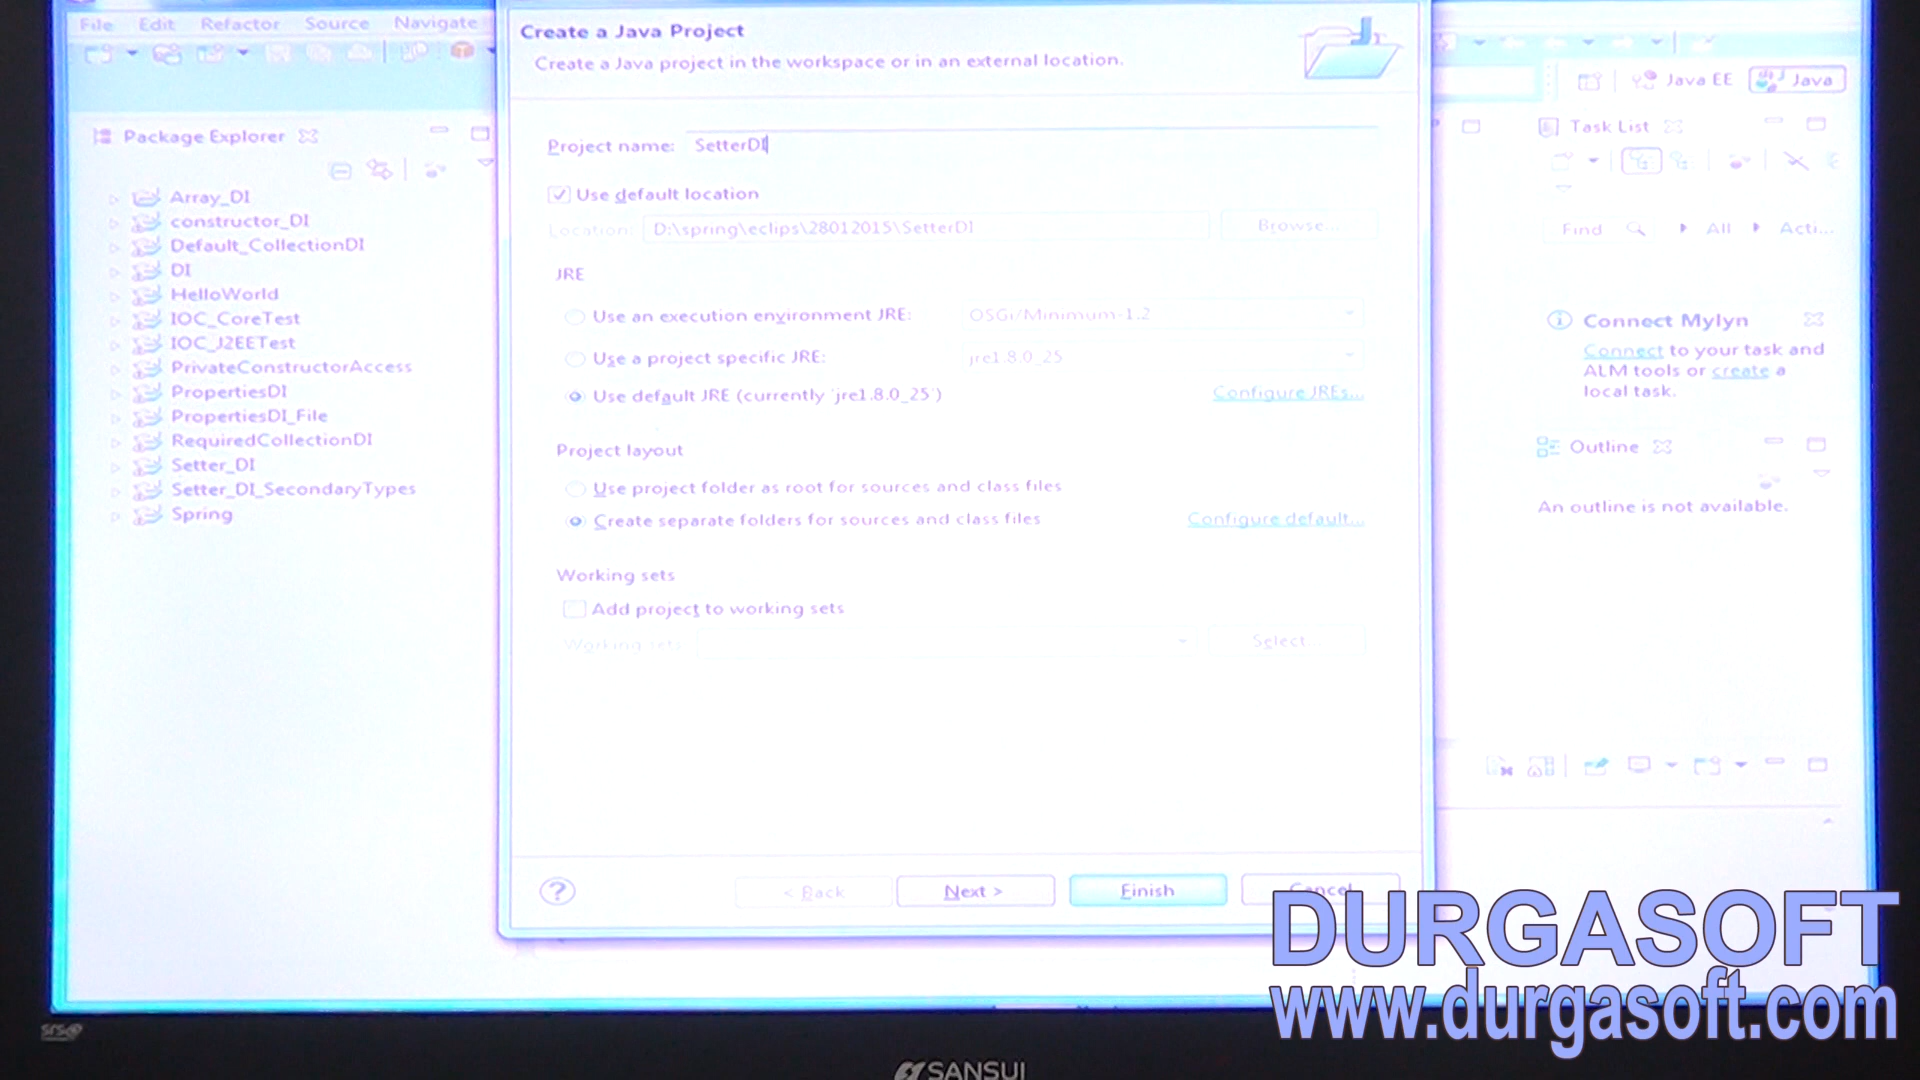 File Edit Refactor Source Navigate
Create a Java Project
Create a Java project in the workspace or in an external location.
Java EE
Java
Package Explorer
Array_DI
constructor_DI
Default_CollectionDI
DI
HelloWorld
IOC_CoreTest
IOC_J2EETest
PrivateConstructorAccess
PropertiesDI
PropertiesDI_File
RequiredCollectionDI
Setter_DI
Setter_DI_SecondaryTypes
Spring
Project name: SetterDI
Use default location
Location: D:\spring\eclips\28012015\SetterDI Browse...
JRE
Use an execution environment JRE: OSGi/Minimum-1.2
Use a project specific JRE: jre1.8.0_25
Use default JRE (currently 'jre1.8.0_25') Configure JREs...
Project layout
Use project folder as root for sources and class files
Create separate folders for sources and class files Configure default...
Working sets
Add project to working sets
Working sets: Select...
? < Back Next > Finish Cancel
Task List
Find All Acti...
Connect Mylyn
Connect to your task and
ALM tools or create a
local task.
Outline
An outline is not available.
DURGASOFT
www.durgasoft.com
SRS
SANSUI